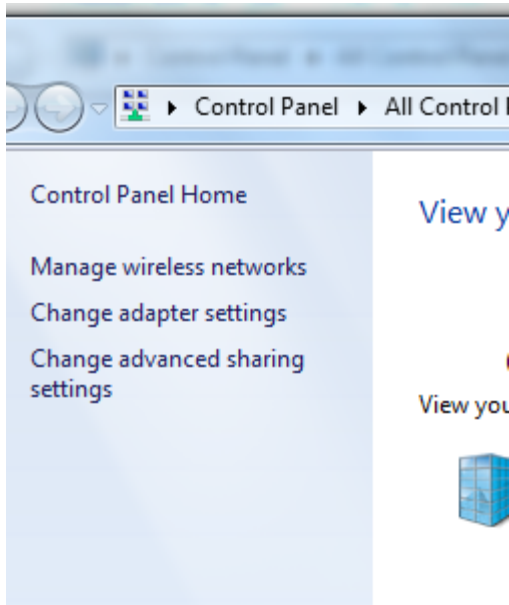 Control Panel ▸ All Control
Control Panel Home
View y
Manage wireless networks
Change adapter settings
Change advanced sharing
settings
View you